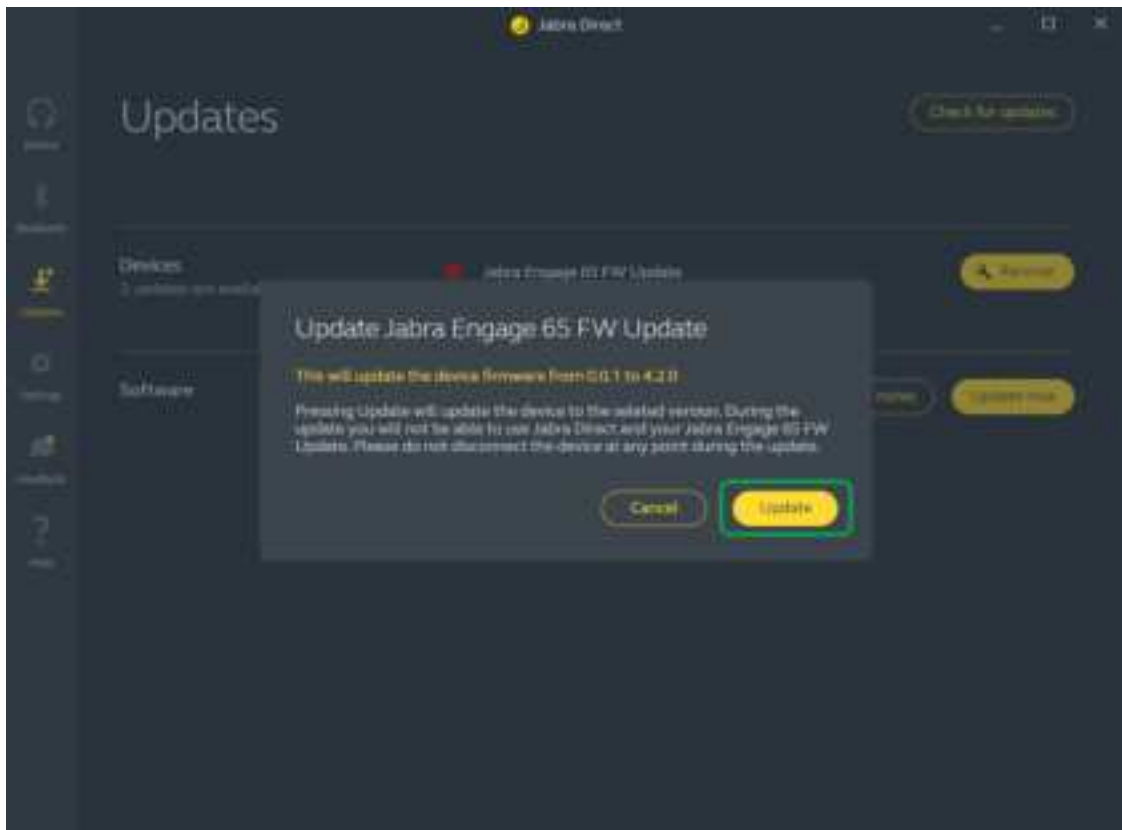 Jabra Direct
Updates
Check for updates
Devices
Jabra Engage 65 FW Update
Recover
2 updates are
Update Jabra Engage 65 FW Update
This will update the device firmware from 0.0.1 to 4.2.0
Software
Update now
Pressing Update will update the device to the selected version. During the
update you will not be able to use Jabra Direct and your Jabra Engage 65 FW
Update. Please do not disconnect the device at any point during the update.
Cancel
Update